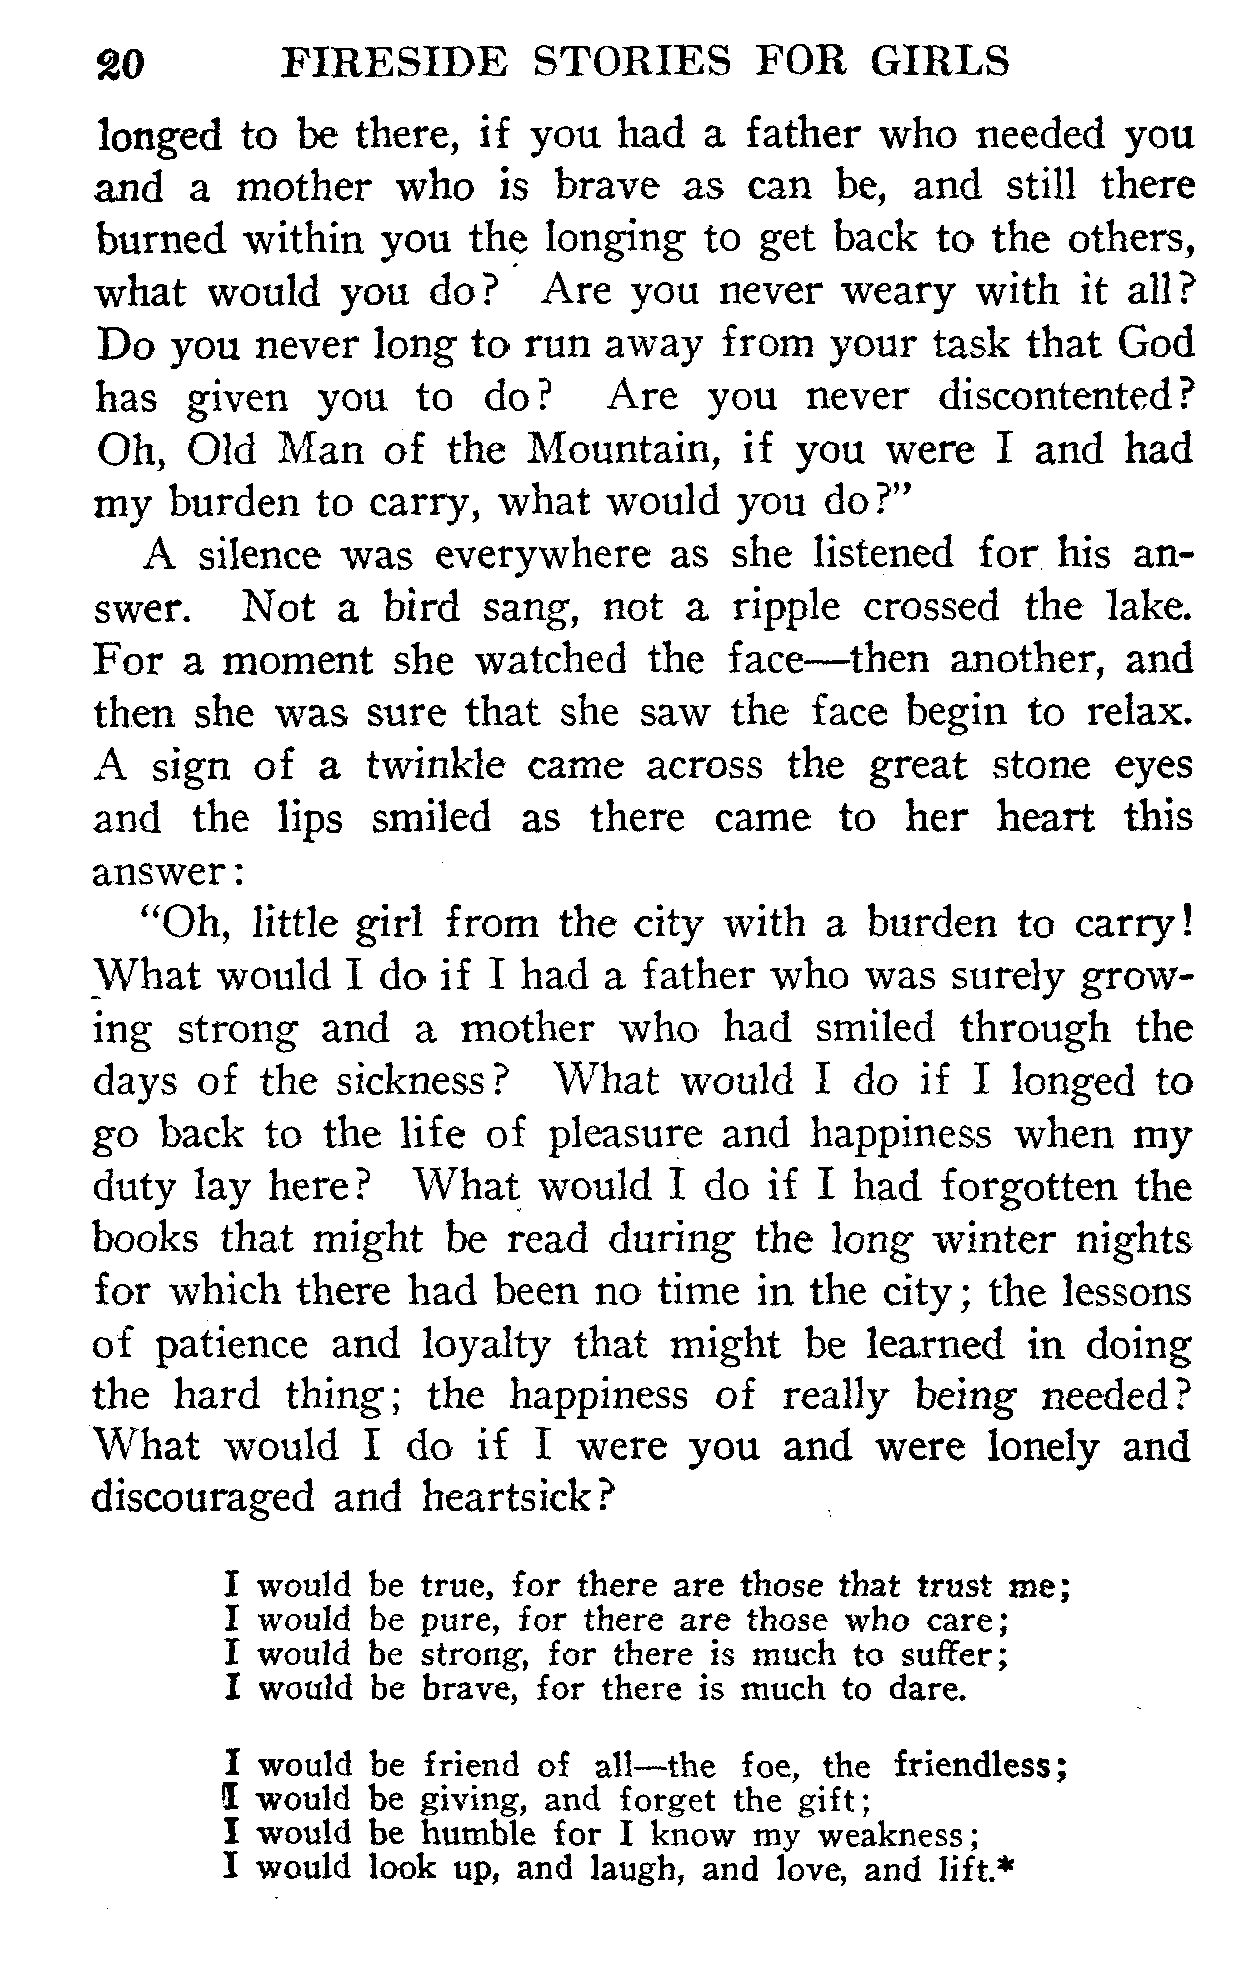 20 FIRESIDE STORIES FOR GIRLS
longed to be there, if you had a father who needed you
and a mother who is brave as can be, and still there
burned within you the longing to get back to the others,
what would you do? Are you never weary with it all?
Do you never long to run away from your task that God
has given you to do? Are you never discontented?
Oh, Old Man of the Mountain, if you were I and had
my burden to carry, what would you do?"
A silence was everywhere as she listened for his an-
swer. Not a bird sang, not a ripple crossed the lake.
For a moment she watched the face—then another, and
then she was sure that she saw the face begin to relax.
A sign of a twinkle came across the great stone eyes
and the lips smiled as there came to her heart this
answer:
"Oh, little girl from the city with a burden to carry!
What would I do if I had a father who was surely grow-
ing strong and a mother who had smiled through the
days of the sickness? What would I do if I longed to
go back to the life of pleasure and happiness when my
duty lay here? What would I do if I had forgotten the
books that might be read during the long winter nights
for which there had been no time in the city; the lessons
of patience and loyalty that might be learned in doing
the hard thing; the happiness of really being needed?
What would I do if I were you and were lonely and
discouraged and heartsick?
I would be true, for there are those that trust me;
I would be pure, for there are those who care;
I would be strong, for there is much to suffer;
I would be brave, for there is much to dare.
I would be friend of all—the foe, the friendless;
I would be giving, and forget the gift;
I would be humble for I know my weakness;
I would look up, and laugh, and love, and lift.*